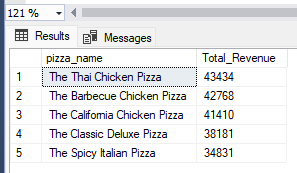 121 %
Results Messages
pizza_name Total_Revenue
1 The Thai Chicken Pizza 43434
2 The Barbecue Chicken Pizza 42768
3 The California Chicken Pizza 41410
4 The Classic Deluxe Pizza 38181
5 The Spicy Italian Pizza 34831